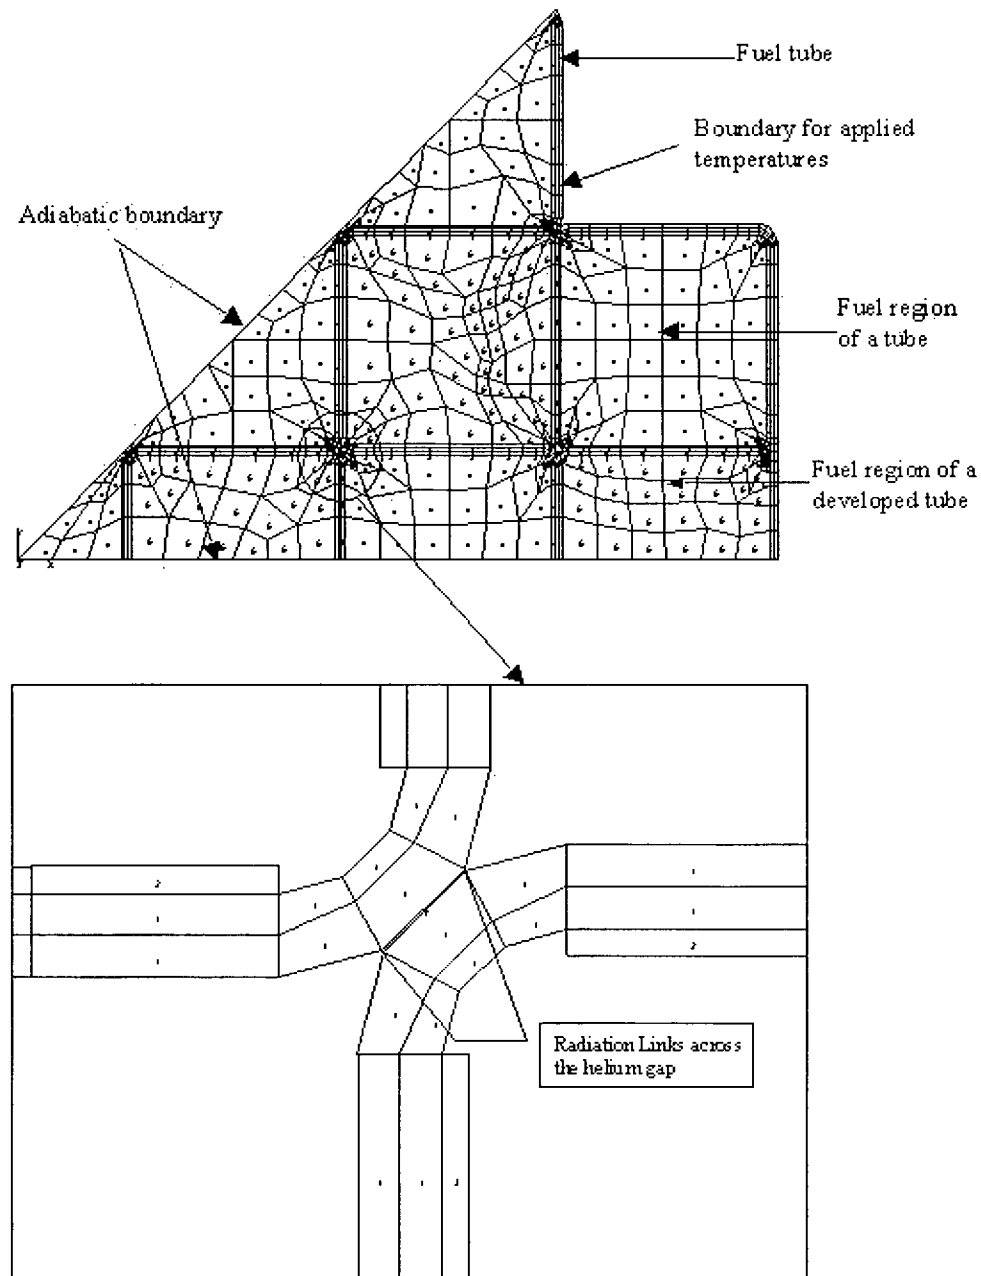 Fuel tube
Boundary for applied
temperatures
Adiabatic boundary
Fuel region
of a tube
Fuel region of a
developed tube
Radiation Links across
the helium gap